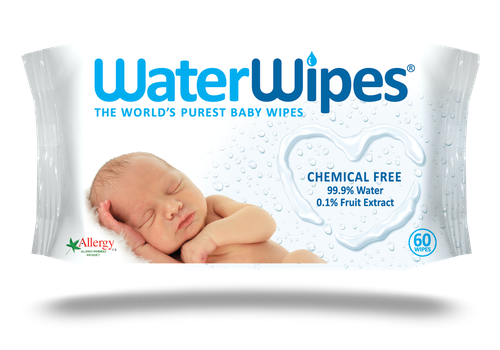 WaterWipes®
THE WORLD'S PUREST BABY WIPES
CHEMICAL FREE
99.9% Water
0.1% Fruit Extract
Allergy
60
WIPES